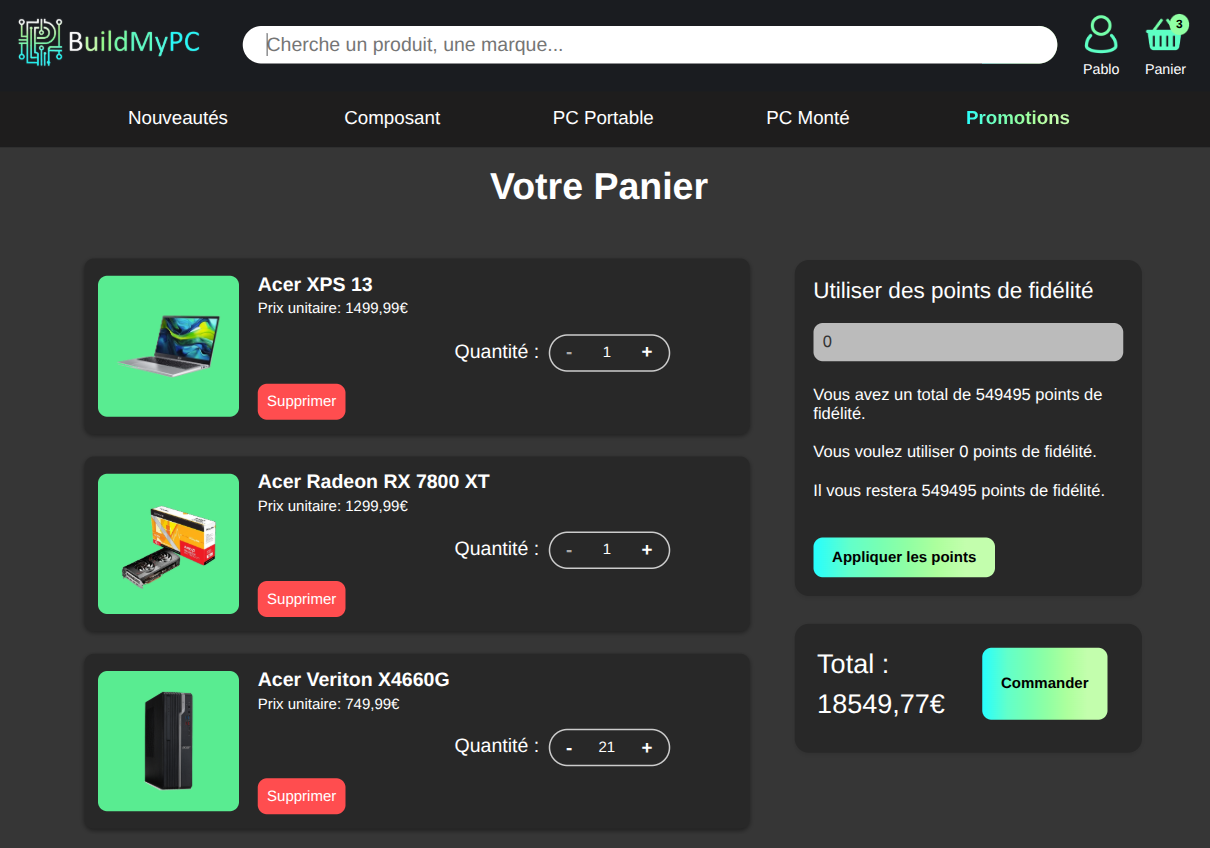 BuildMyPC
Cherche un produit, une marque...
3
Pablo
Panier
Nouveautés
Composant
PC Portable
PC Monté
Promotions
Votre Panier
Acer XPS 13
Prix unitaire: 1499,99€
Quantité :
- 1 +
Supprimer
Acer Radeon RX 7800 XT
Prix unitaire: 1299,99€
Quantité :
- 1 +
Supprimer
Acer Veriton X4660G
Prix unitaire: 749,99€
Quantité :
- 21 +
Supprimer
Utiliser des points de fidélité
0
Vous avez un total de 549495 points de
fidélité.
Vous voulez utiliser 0 points de fidélité.
Il vous restera 549495 points de fidélité.
Appliquer les points
Total :
18549,77€
Commander